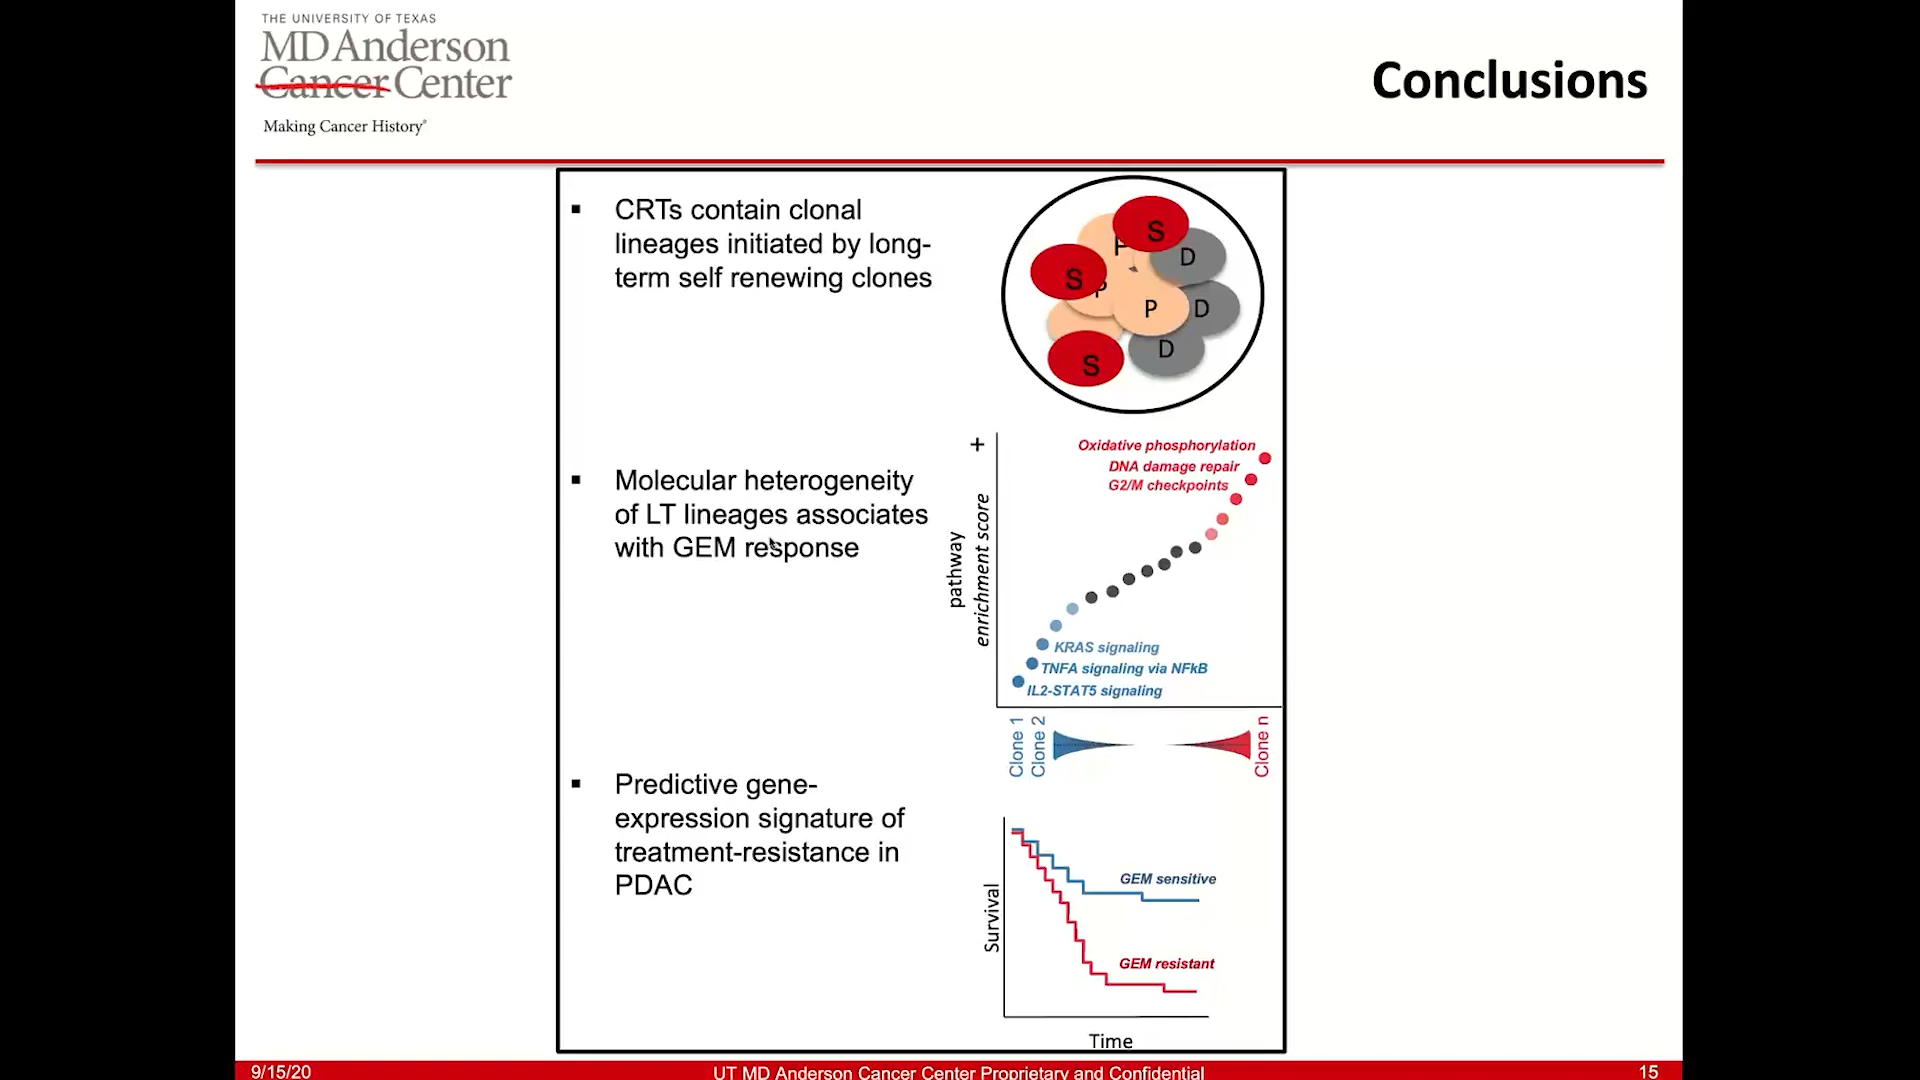 THE UNIVERSITY OF TEXAS
MD Anderson
Cancer Center
Making Cancer History®
Conclusions
▪ CRTs contain clonal
lineages initiated by long-
term self renewing clones
S
P
S
D
P
P
D
D
S
▪ Molecular heterogeneity
of LT lineages associates
with GEM response
+
pathway
enrichment score
Oxidative phosphorylation
DNA damage repair
G2/M checkpoints
KRAS signaling
TNFA signaling via NFkB
IL2-STAT5 signaling
Clone 1
Clone 2
Clone n
▪ Predictive gene-
expression signature of
treatment-resistance in
PDAC
Survival
GEM sensitive
GEM resistant
Time
9/15/20
UT MD Anderson Cancer Center Proprietary and Confidential
15